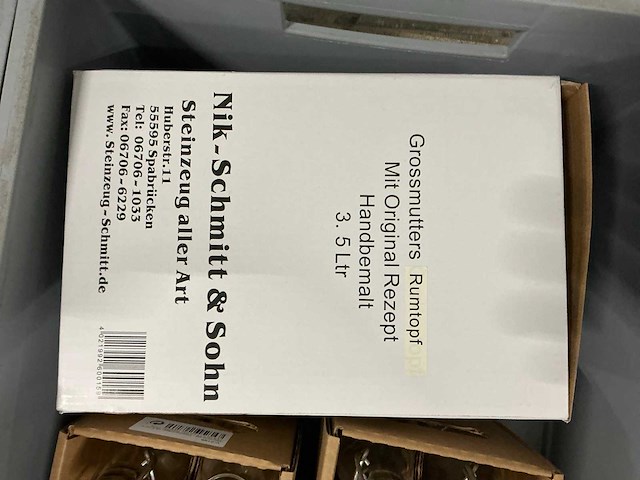 Grossmutters Rumtopf
Mit Original Rezept
Handbemalt
3. 5 Ltr
Nik-Schmitt & Sohn
Steinzeug aller Art
Huberstr.11
55595 Spabrücken
Tel: 06706-1033
Fax: 06706-6229
www. Steinzeug-Schmitt.de